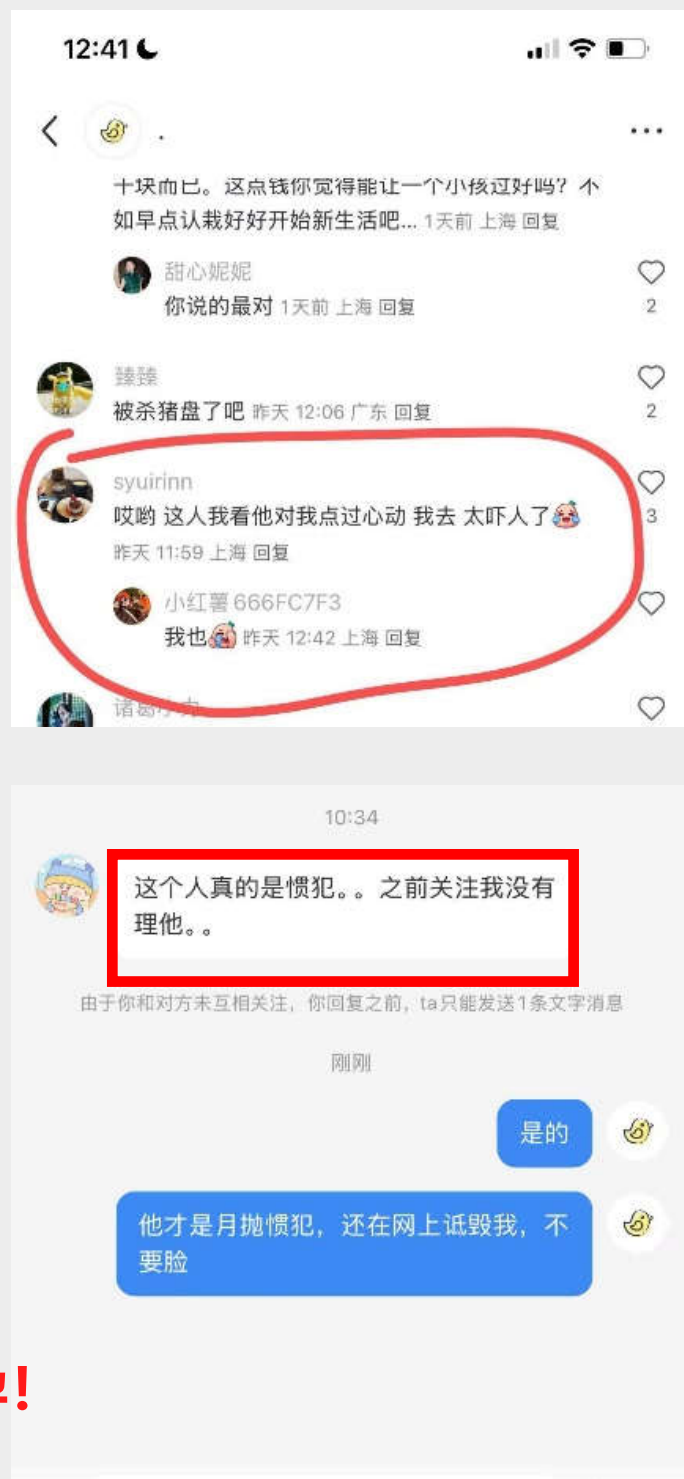 12:41
.
十块而已。这点钱你觉得能让一个小孩过好吗？不
如早点认栽好好开始新生活吧... 1天前 上海 回复
甜心妮妮
你说的最对 1天前 上海 回复
2
臻臻
被杀猪盘了吧 昨天 12:06 广东 回复
2
syuirinn
哎哟 这人我看他对我点过心动 我去 太吓人了
3
昨天 11:59 上海 回复
小红薯666FC7F3
我也 昨天 12:42 上海 回复
诸葛
10:34
这个人真的是惯犯。。之前关注我没有
理他。。
由于你和对方未互相关注，你回复之前，ta只能发送1条文字消息
刚刚
是的
他才是月抛惯犯，还在网上诋毁我，不
要脸
！